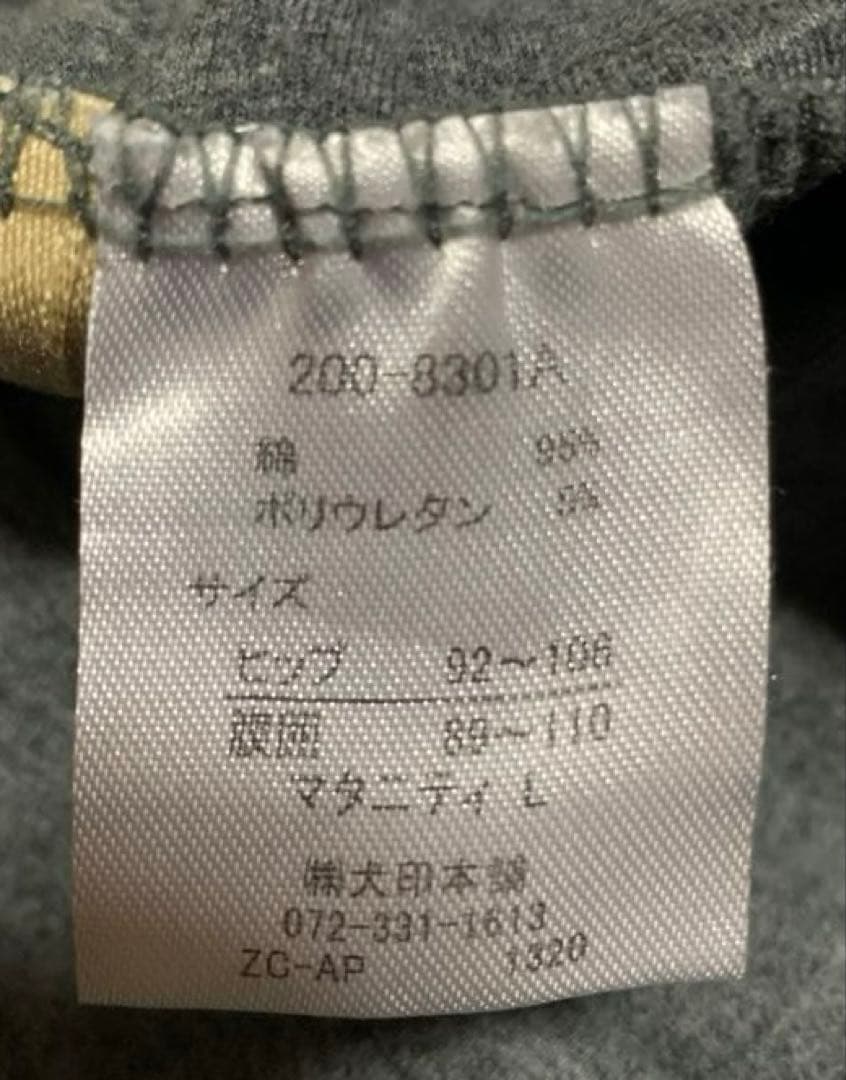 200-8301A
綿 95%
ポリウレタン 5%
サイズ
ヒップ 92~106
腹囲 89~110
マタニティ L
㈱犬印本舗
072-331-1613
ZC-AP 1320